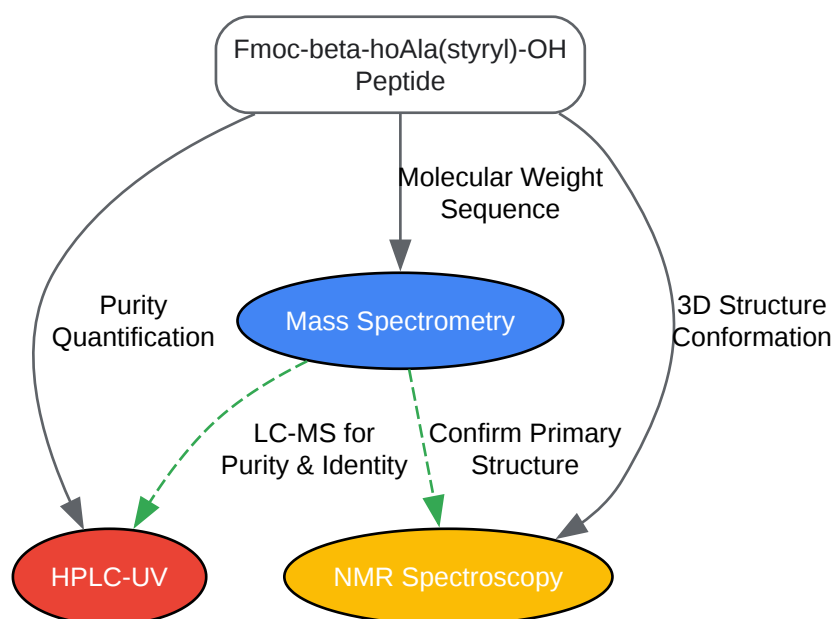 Fmoc-beta-hoAla(styryl)-OH
Peptide
Molecular Weight
Sequence
Purity
Quantification
Mass Spectrometry
3D Structure
Conformation
LC-MS for
Purity & Identity
Confirm Primary
Structure
HPLC-UV
NMR Spectroscopy